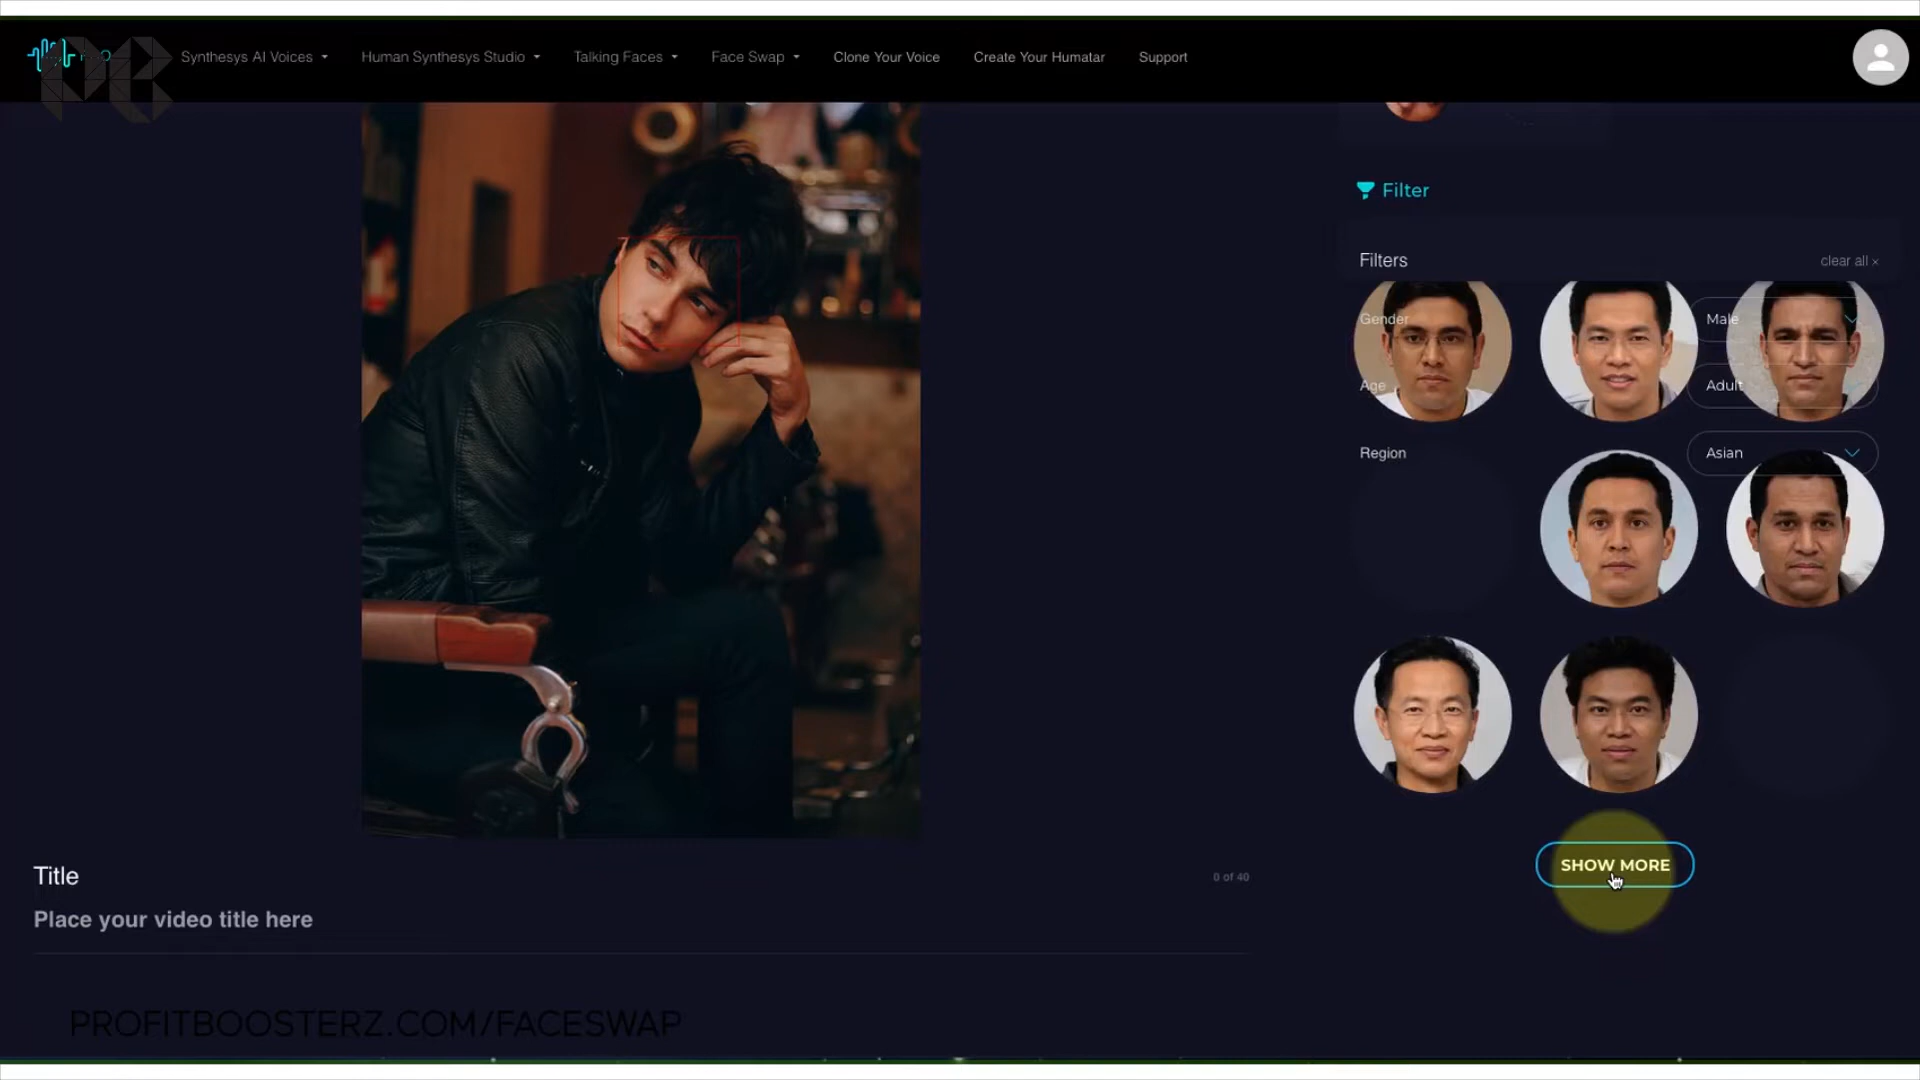 Synthesys AI Voices
Human Synthesys Studio
Talking Faces
Face Swap
Clone Your Voice
Create Your Humatar
Support
Filter
Filters
clear all ×
Gender
Male
Age
Adult
Region
Asian
SHOW MORE
Title
0 of 40
Place your video title here
PROFITBOOSTERZ.COM/FACESWAP